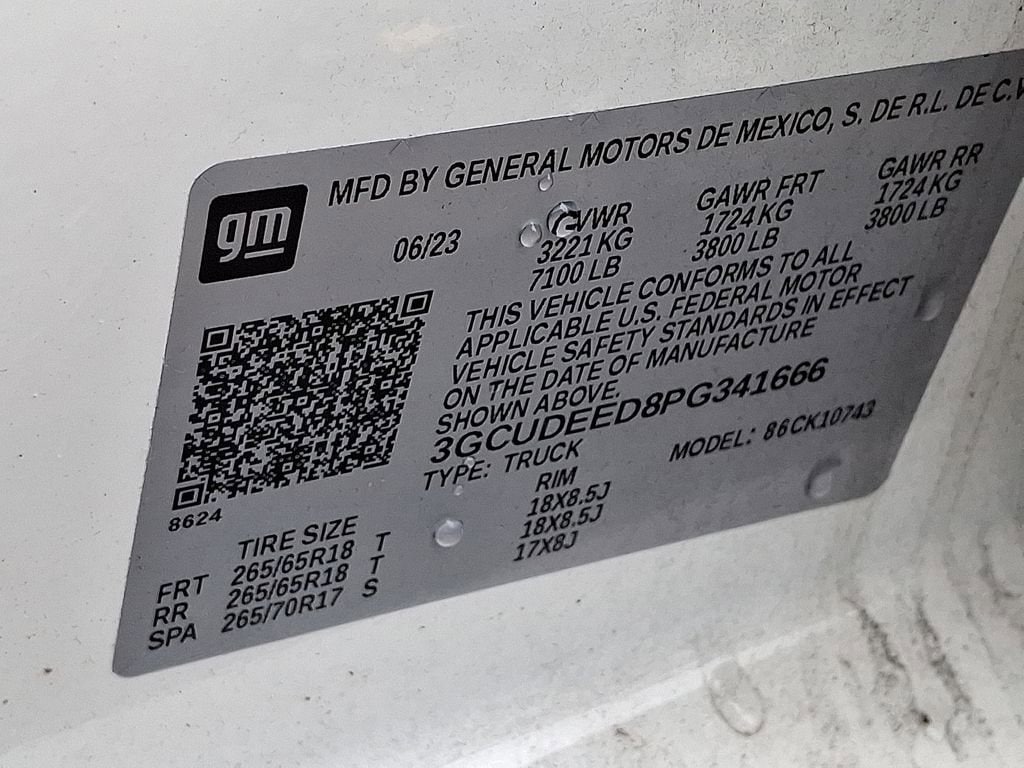 MFD BY GENERAL MOTORS DE MEXICO, S. DE R.L. DE C.V
gm
06/23
GVWR GAWR FRT GAWR RR
3221 KG 1724 KG 1724 KG
7100 LB 3800 LB 3800 LB
THIS VEHICLE CONFORMS TO ALL
APPLICABLE U.S. FEDERAL MOTOR
VEHICLE SAFETY STANDARDS IN EFFECT
ON THE DATE OF MANUFACTURE
SHOWN ABOVE.
3GCUDEED8PG341666
TYPE: TRUCK MODEL: 86CK10743
8624
TIRE SIZE RIM
FRT 265/65R18 T 18X8.5J
RR 265/65R18 T 18X8.5J
SPA 265/70R17 S 17X8J